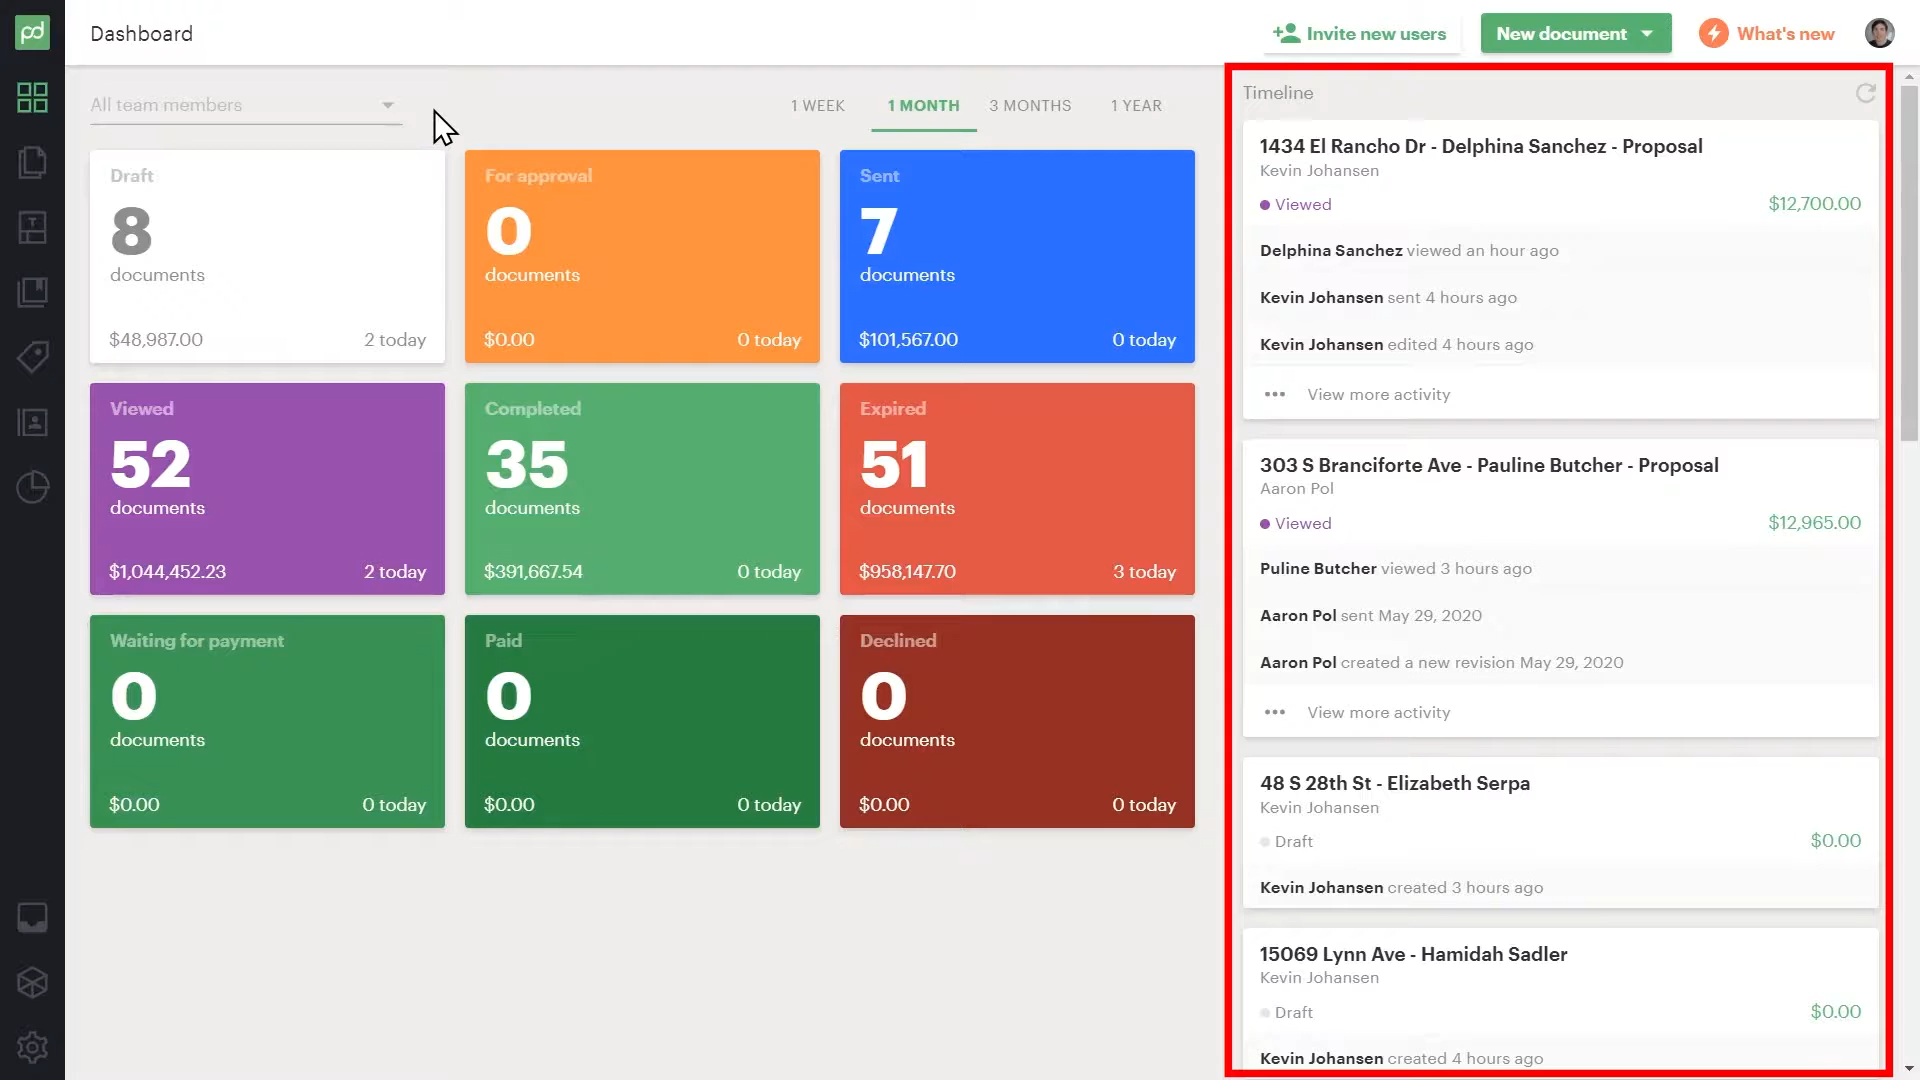 pd
Dashboard
Invite new users
New document
What's new
All team members
1 WEEK
1 MONTH
3 MONTHS
1 YEAR
Draft
8
documents
$48,987.00
2 today
For approval
0
documents
$0.00
0 today
Sent
7
documents
$101,567.00
0 today
Viewed
52
documents
$1,044,452.23
2 today
Completed
35
documents
$391,667.54
0 today
Expired
51
documents
$958,147.70
3 today
Waiting for payment
0
documents
$0.00
0 today
Paid
0
documents
$0.00
0 today
Declined
0
documents
$0.00
0 today
Timeline
1434 El Rancho Dr - Delphina Sanchez - Proposal
Kevin Johansen
Viewed
$12,700.00
Delphina Sanchez viewed an hour ago
Kevin Johansen sent 4 hours ago
Kevin Johansen edited 4 hours ago
View more activity
303 S Branciforte Ave - Pauline Butcher - Proposal
Aaron Pol
Viewed
$12,965.00
Puline Butcher viewed 3 hours ago
Aaron Pol sent May 29, 2020
Aaron Pol created a new revision May 29, 2020
View more activity
48 S 28th St - Elizabeth Serpa
Kevin Johansen
Draft
$0.00
Kevin Johansen created 3 hours ago
15069 Lynn Ave - Hamidah Sadler
Kevin Johansen
Draft
$0.00
Kevin Johansen created 4 hours ago